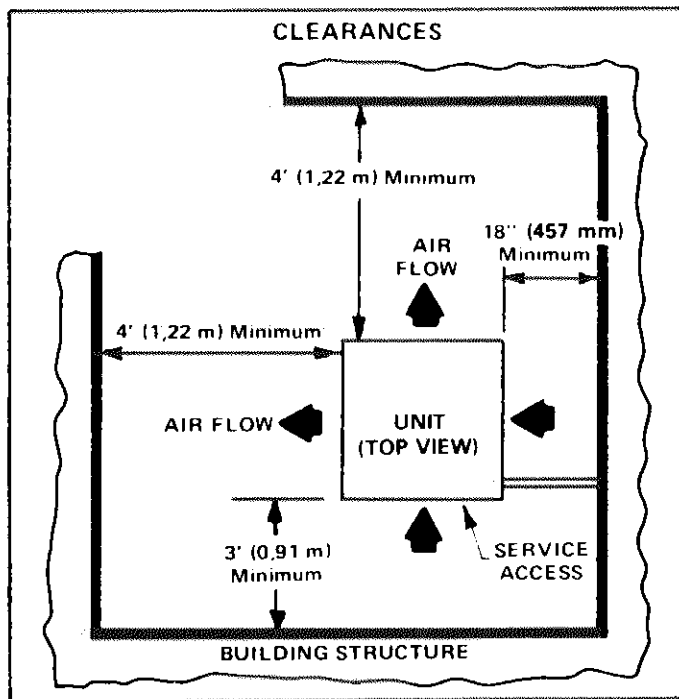 CLEARANCES
4' (1,22 m) Minimum
18" (457 mm)
Minimum
AIR
FLOW
4' (1,22 m) Minimum
AIR FLOW
UNIT
(TOP VIEW)
3' (0,91 m)
Minimum
SERVICE
ACCESS
BUILDING STRUCTURE